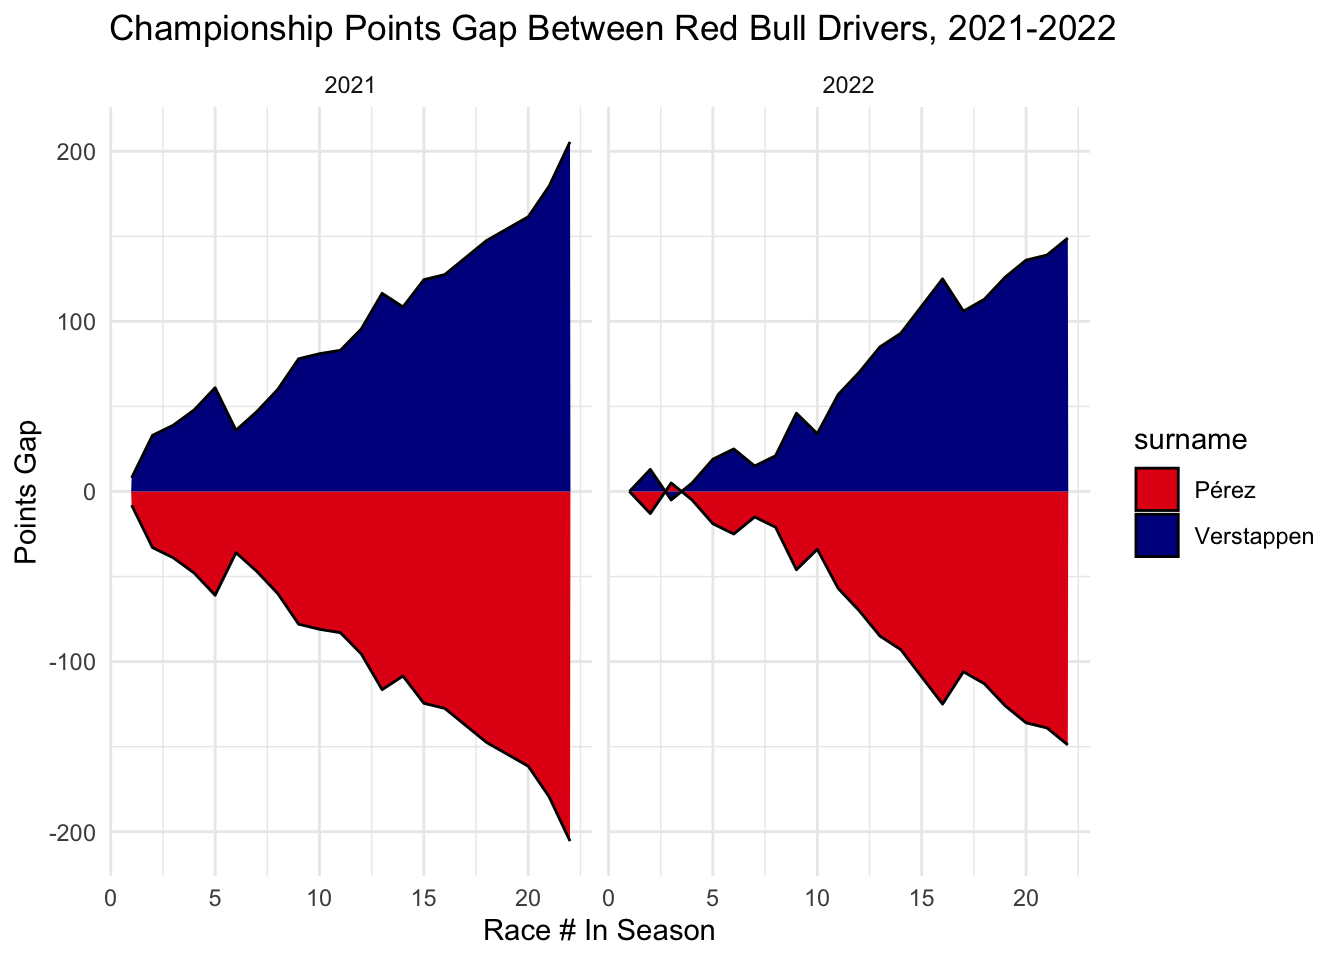 Championship Points Gap Between Red Bull Drivers, 2021-2022
2021
2022
200
100
0
-100
-200
Points Gap
0
5
10
15
20
0
5
10
15
20
Race # In Season
surname
Pérez
Verstappen